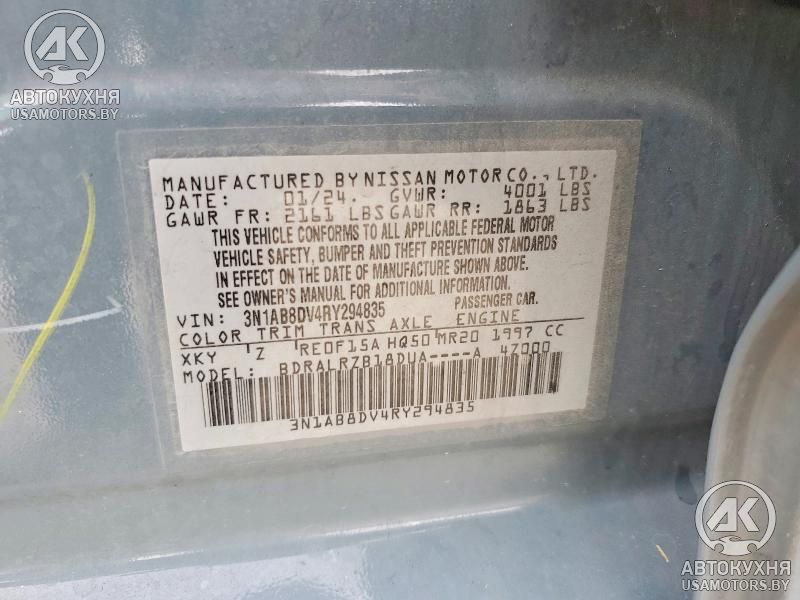 AK
АВТОКУХНЯ
USAMOTORS.BY
MANUFACTURED BY NISSAN MOTOR CO., LTD.
DATE: 01/24. GVWR: 4001 LBS
GAWR FR: 2161 LBS GAWR RR: 1863 LBS
THIS VEHICLE CONFORMS TO ALL APPLICABLE FEDERAL MOTOR
VEHICLE SAFETY, BUMPER AND THEFT PREVENTION STANDARDS
IN EFFECT ON THE DATE OF MANUFACTURE SHOWN ABOVE.
SEE OWNER'S MANUAL FOR ADDITIONAL INFORMATION.
VIN: 3N1AB8DV4RY294835 PASSENGER CAR.
COLOR TRIM TRANS AXLE ENGINE
XKY 'Z 'RE0F15A HQ50 MR20 1997 CC
MODEL: BDRALRZB18DUA----A 4Z000
3N1AB8DV4RY294835
AK
АВТОКУХНЯ
USAMOTORS.BY